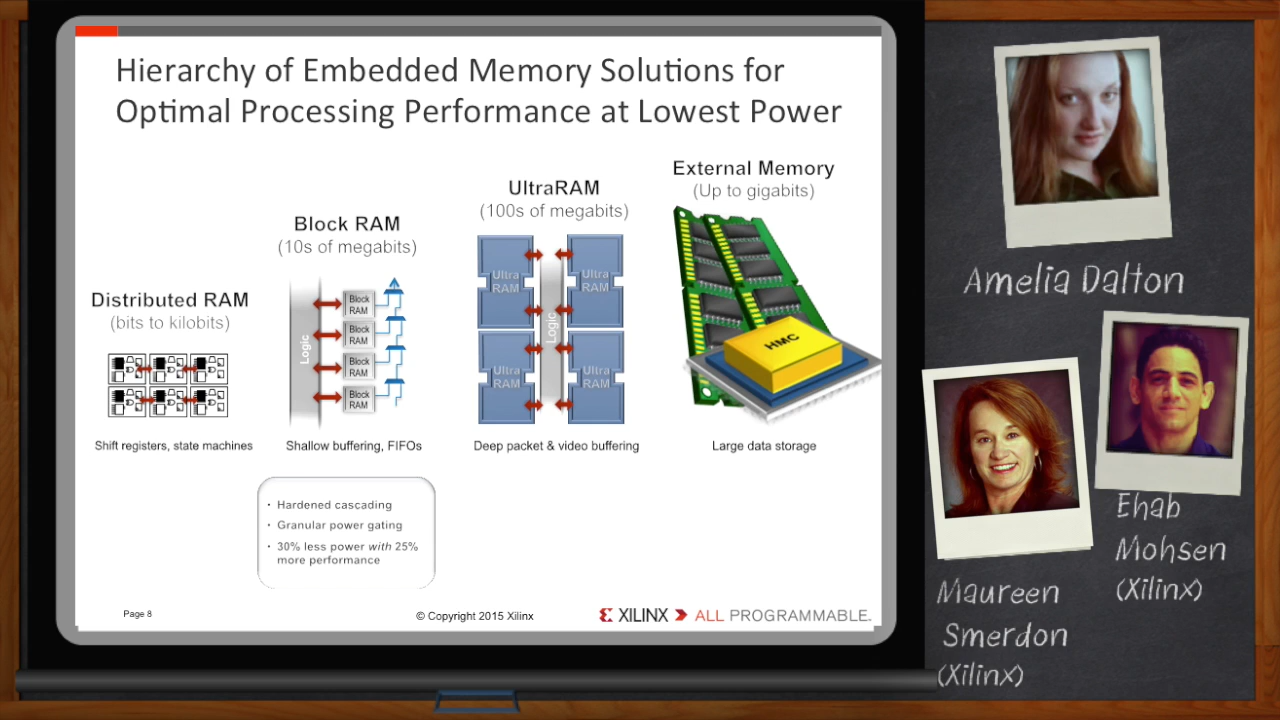 Hierarchy of Embedded Memory Solutions for
Optimal Processing Performance at Lowest Power
Distributed RAM
(bits to kilobits)
Shift registers, state machines
Block RAM
(10s of megabits)
Logic
Block
RAM
Block
RAM
Block
RAM
Block
RAM
Shallow buffering, FIFOs
• Hardened cascading
• Granular power gating
• 30% less power with 25%
more performance
UltraRAM
(100s of megabits)
Ultra
RAM
Ultra
RAM
Logic
Ultra
RAM
Ultra
RAM
Deep packet & video buffering
External Memory
(Up to gigabits)
HMC
Large data storage
Page 8
© Copyright 2015 Xilinx
XILINX
ALL PROGRAMMABLE.
Amelia Dalton
Ehab
Mohsen
(Xilinx)
Maureen
Smerdon
(Xilinx)